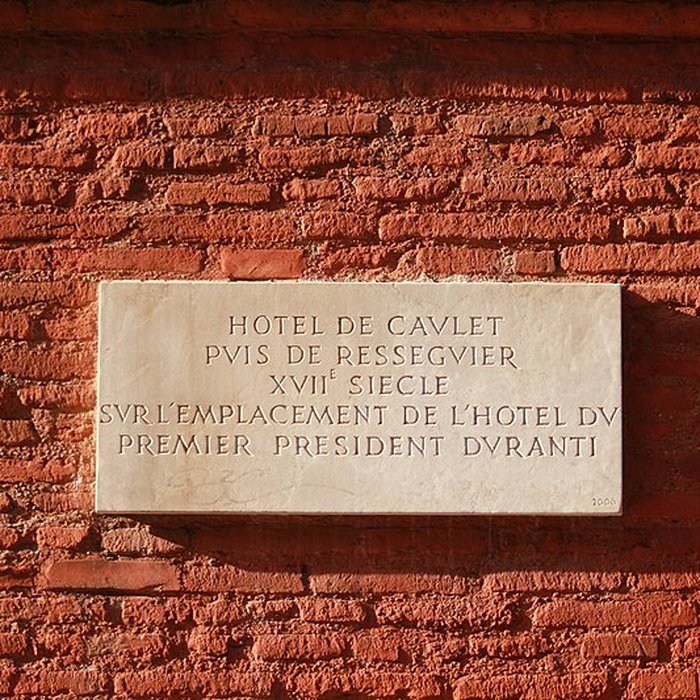 HOTEL DE CAVLET
PVIS DE RESSEGVIER
XVIIE SIECLE
SVR L'EMPLACEMENT DE L'HOTEL DV
PREMIER PRESIDENT DVRANTI
2006